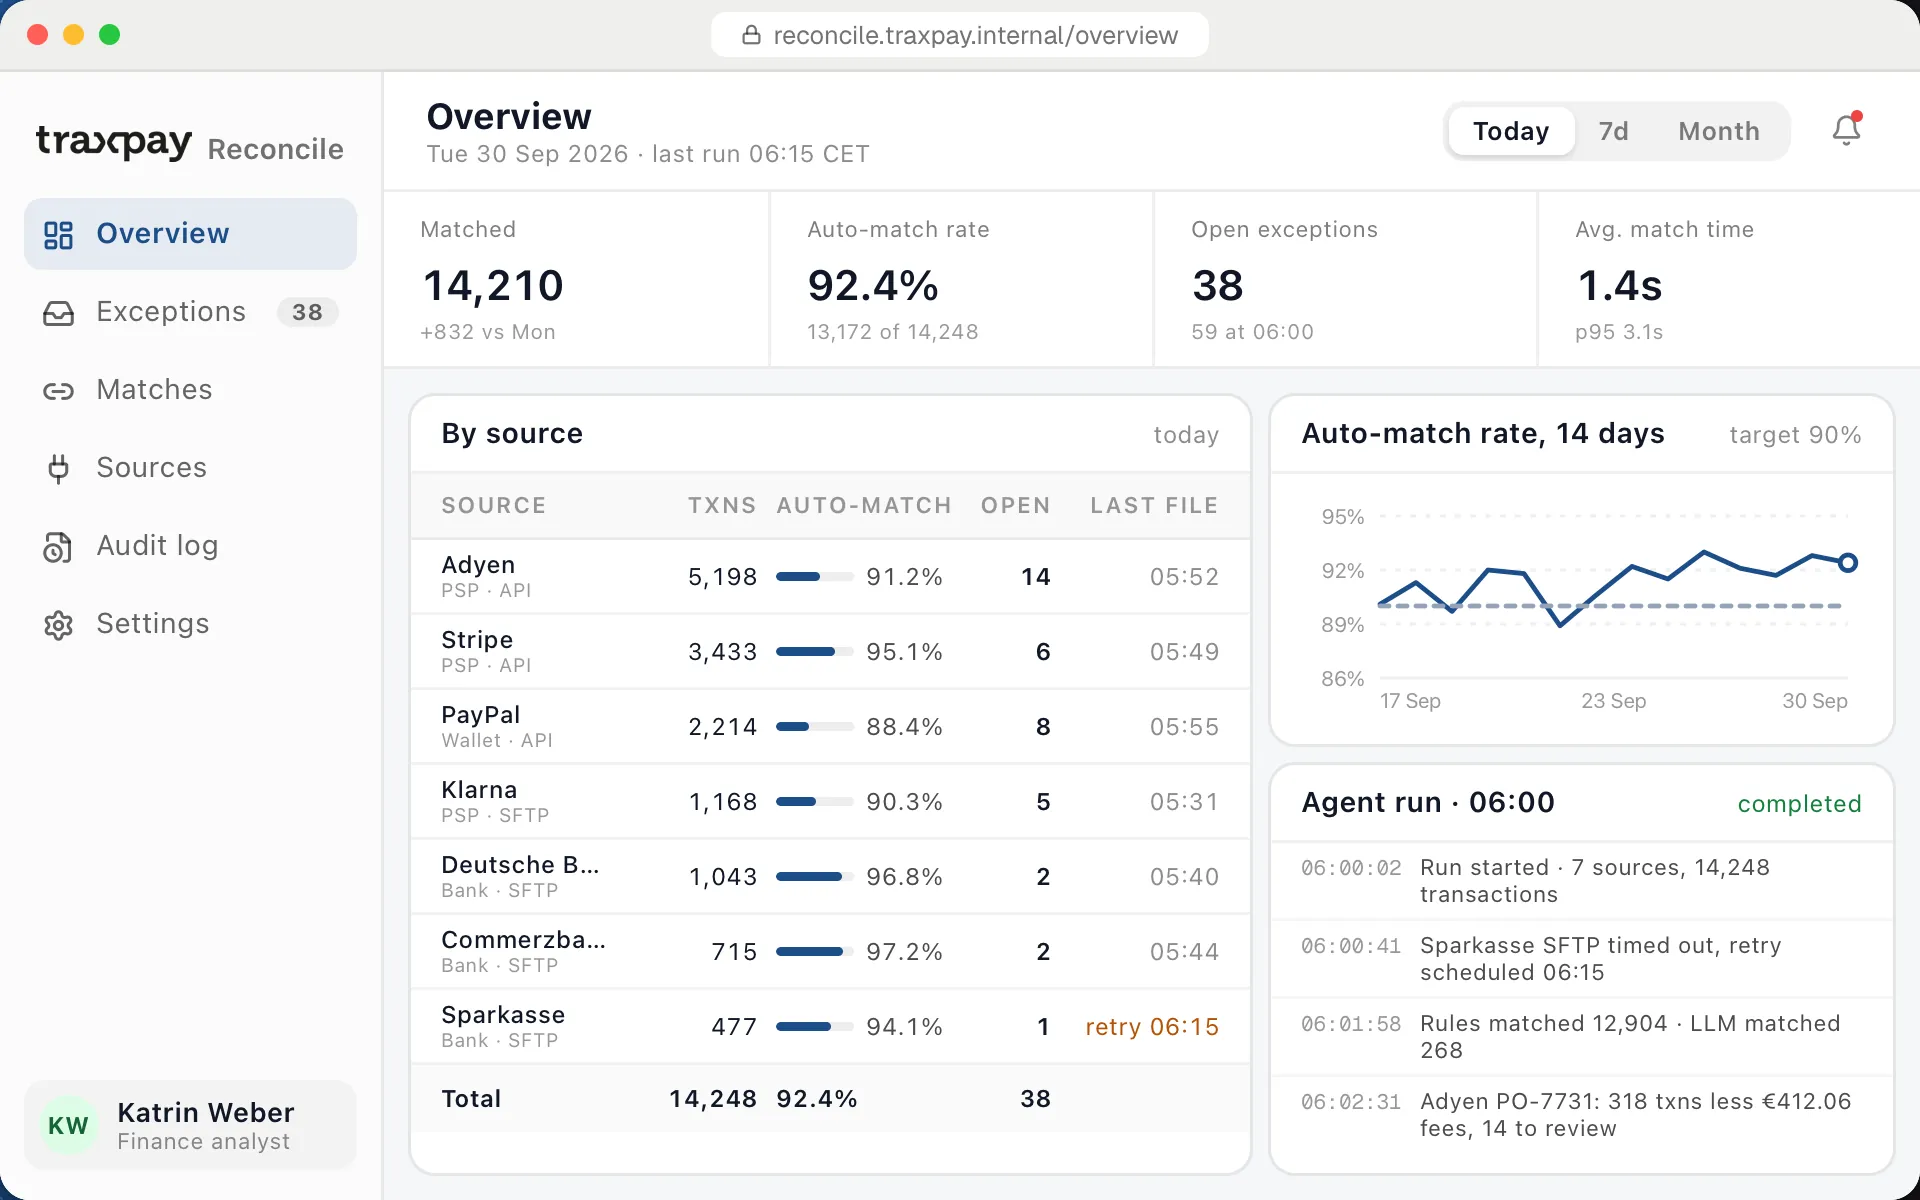 reconcile.traxpay.internal/overview
traxpay Reconcile
Overview
Exceptions 38
Matches
Sources
Audit log
Settings
KW
Katrin Weber
Finance analyst
Overview
Tue 30 Sep 2026 · last run 06:15 CET
Today 7d Month
Matched
14,210
+832 vs Mon
Auto-match rate
92.4%
13,172 of 14,248
Open exceptions
38
59 at 06:00
Avg. match time
1.4s
p95 3.1s
By source today
SOURCE TXNS AUTO-MATCH OPEN LAST FILE
Adyen
PSP · API
5,198 91.2% 14 05:52
Stripe
PSP · API
3,433 95.1% 6 05:49
PayPal
Wallet · API
2,214 88.4% 8 05:55
Klarna
PSP · SFTP
1,168 90.3% 5 05:31
Deutsche B...
Bank · SFTP
1,043 96.8% 2 05:40
Commerzba...
Bank · SFTP
715 97.2% 2 05:44
Sparkasse
Bank · SFTP
477 94.1% 1 retry 06:15
Total 14,248 92.4% 38
Auto-match rate, 14 days target 90%
95%
92%
89%
86%
17 Sep 23 Sep 30 Sep
Agent run · 06:00 completed
06:00:02 Run started · 7 sources, 14,248
transactions
06:00:41 Sparkasse SFTP timed out, retry
scheduled 06:15
06:01:58 Rules matched 12,904 · LLM matched
268
06:02:31 Adyen PO-7731: 318 txns less €412.06
fees, 14 to review